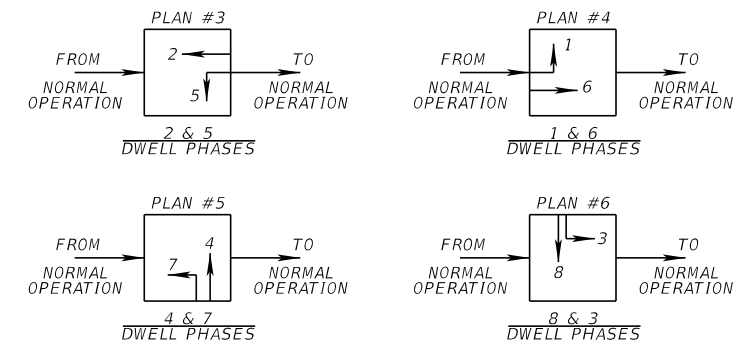 PLAN #3
FROM
NORMAL
OPERATION
2
5
TO
NORMAL
OPERATION
2 & 5
DWELL PHASES
PLAN #4
FROM
NORMAL
OPERATION
1
6
TO
NORMAL
OPERATION
1 & 6
DWELL PHASES
PLAN #5
FROM
NORMAL
OPERATION
7
4
TO
NORMAL
OPERATION
4 & 7
DWELL PHASES
PLAN #6
FROM
NORMAL
OPERATION
3
8
TO
NORMAL
OPERATION
8 & 3
DWELL PHASES